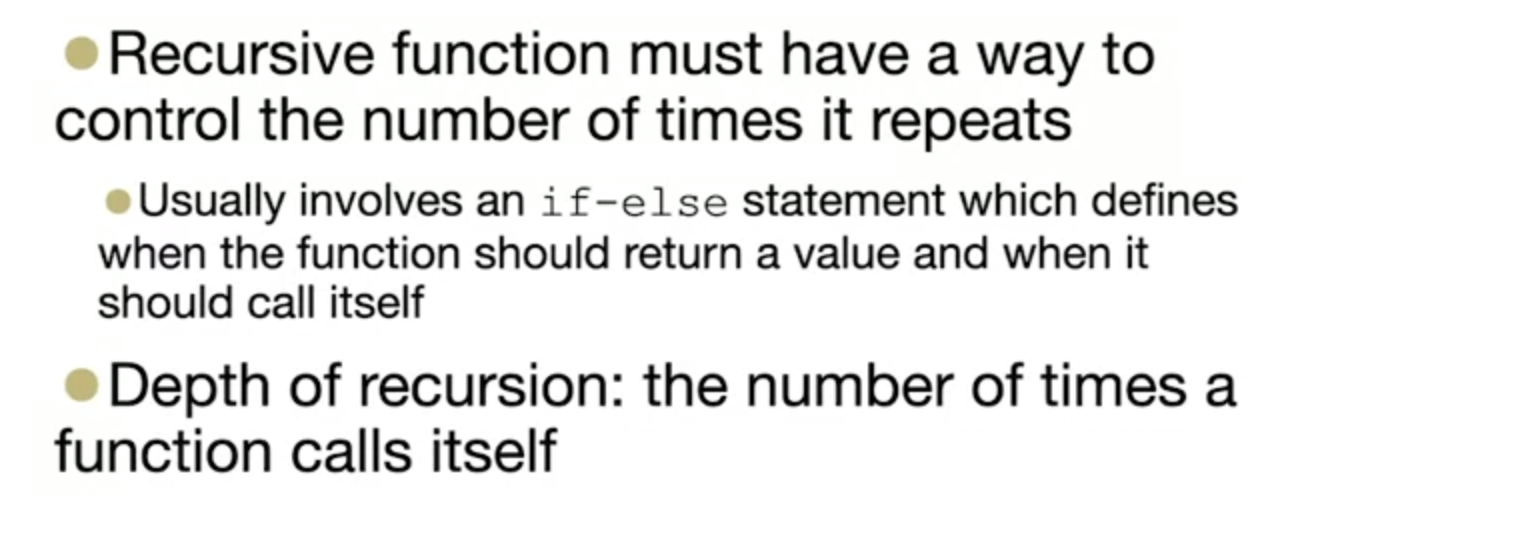 ●Recursive function must have a way to
control the number of times it repeats
●Usually involves an if-else statement which defines
when the function should return a value and when it
should call itself
●Depth of recursion: the number of times a
function calls itself